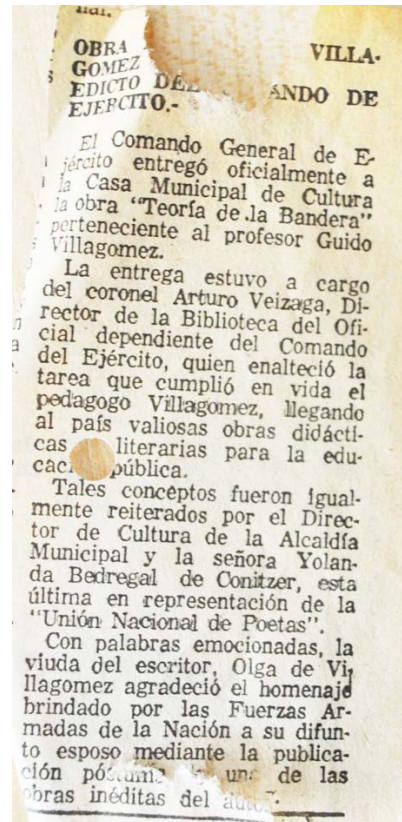 OBRA VILLA-
GOMEZ
EDICTO DEL ANDO DE
EJERCITO.-
El Comando General de E-
jército entregó oficialmente a
la Casa Municipal de Cultura
la obra "Teoría de la Bandera"
perteneciente al profesor Guido
Villagomez.
La entrega estuvo a cargo
del coronel Arturo Veizaga, Di-
rector de la Biblioteca del Ofi-
cial dependiente del Comando
del Ejército, quien enalteció la
tarea que cumplió en vida el
pedagogo Villagomez, llegando
al país valiosas obras didácti-
cas literarias para la edu-
caci pública.
Tales conceptos fueron igual-
mente reiterados por el Direc-
tor de Cultura de la Alcaldía
Municipal y la señora Yolan-
da Bedregal de Conitzer, esta
última en representación de la
"Unión Nacional de Poetas".
Con palabras emocionadas, la
viuda del escritor, Olga de Vi,
llagomez agradeció el homenaje
brindado por las Fuerzas Ar-
madas de la Nación a su difun-
to esposo mediante la publica-
ción póstuma una de las
obras inéditas del autor.